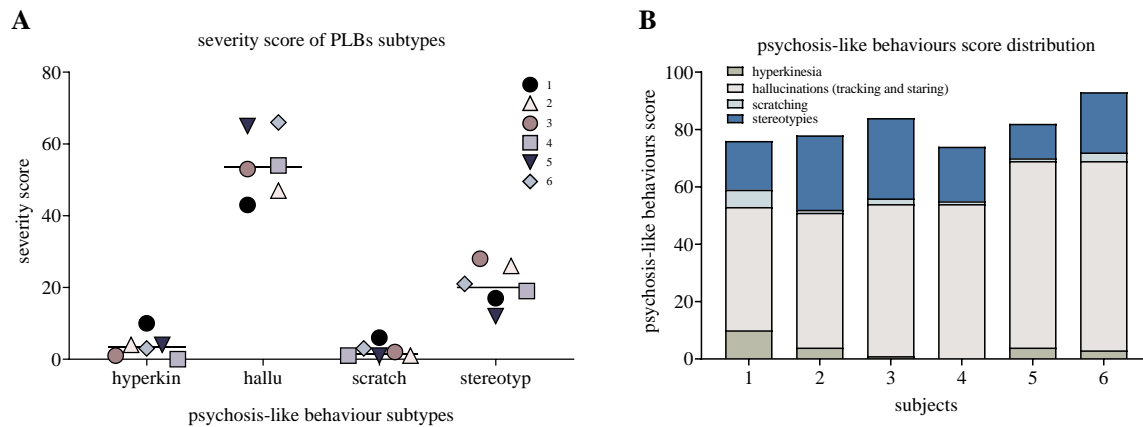 A
severity score of PLBs subtypes
severity score
80
60
40
20
0
1
2
3
4
5
6
hyperkin
hallu
scratch
stereotyp
psychosis-like behaviour subtypes
B
psychosis-like behaviours score distribution
psychosis-like behaviours score
100
80
60
40
20
0
hyperkinesia
hallucinations (tracking and staring)
scratching
stereotypies
1
2
3
4
5
6
subjects